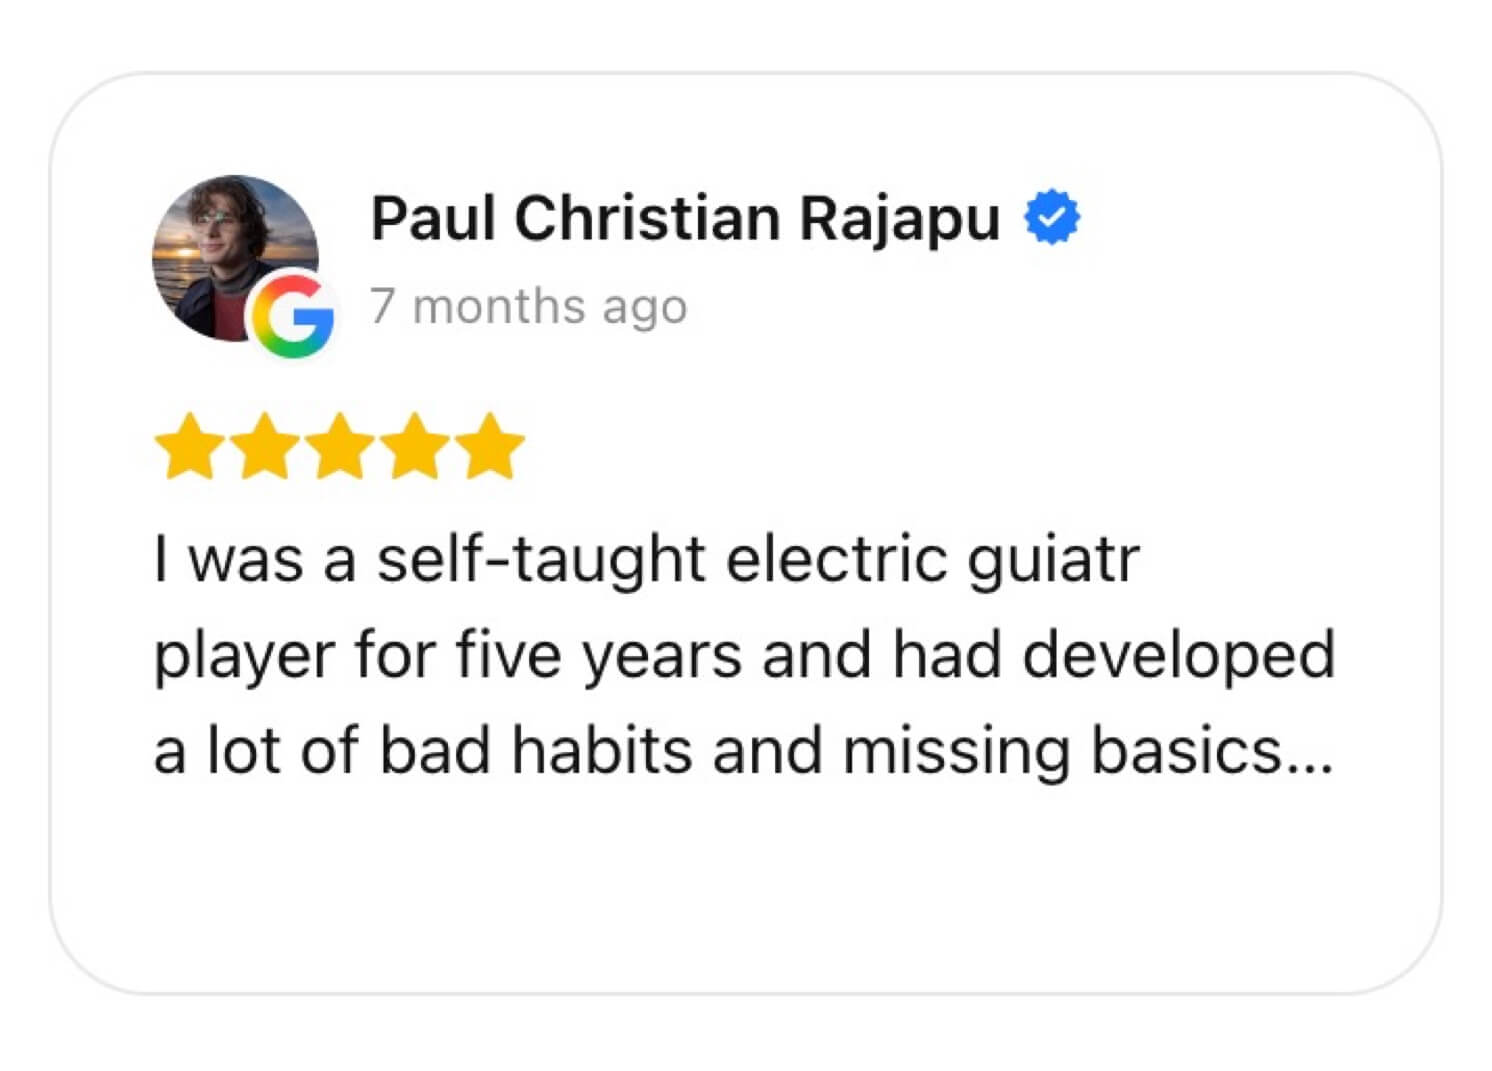 Paul Christian Rajapu
7 months ago
I was a self-taught electric guiatr
player for five years and had developed
a lot of bad habits and missing basics...